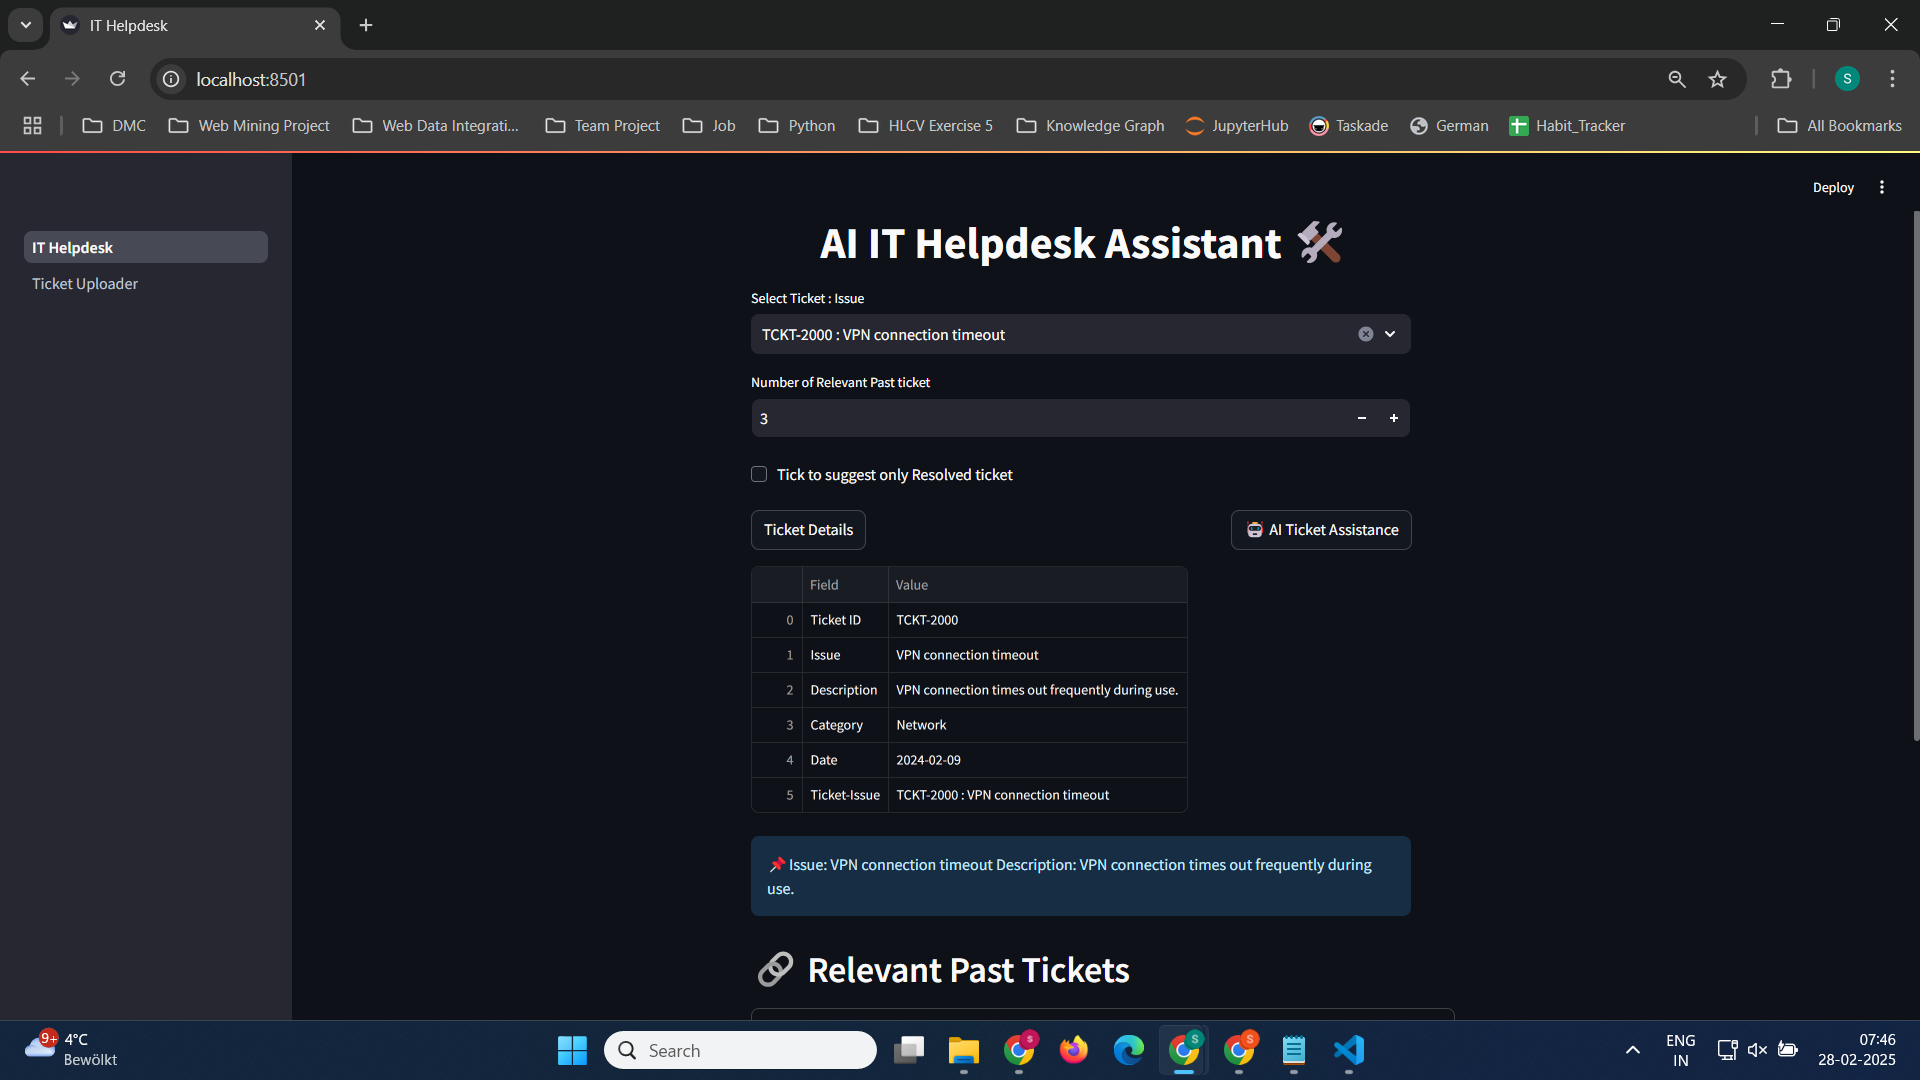 IT Helpdesk
localhost:8501
DMC
Web Mining Project
Web Data Integrati...
Team Project
Job
Python
HLCV Exercise 5
Knowledge Graph
JupyterHub
Taskade
German
Habit_Tracker
All Bookmarks
S
Deploy
IT Helpdesk
Ticket Uploader
AI IT Helpdesk Assistant
Select Ticket : Issue
TCKT-2000 : VPN connection timeout
Number of Relevant Past ticket
3
Tick to suggest only Resolved ticket
Ticket Details
AI Ticket Assistance
Field Value
0 Ticket ID TCKT-2000
1 Issue VPN connection timeout
2 Description VPN connection times out frequently during use.
3 Category Network
4 Date 2024-02-09
5 Ticket-Issue TCKT-2000 : VPN connection timeout
Issue: VPN connection timeout Description: VPN connection times out frequently during
use.
Relevant Past Tickets
9+
4°C
Bewölkt
Search
S
S
S
ENG
IN
07:46
28-02-2025